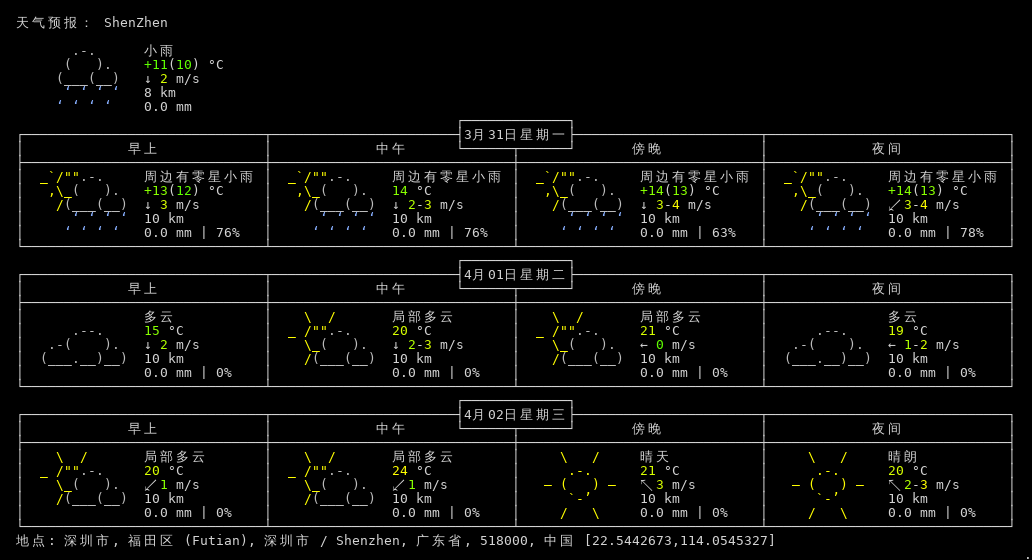 天气预报： ShenZhen
小雨
+11(10) °C
↓ 2 m/s
8 km
0.0 mm
3月31日星期一
早上 中午 傍晚 夜间
周边有零星小雨 周边有零星小雨 周边有零星小雨 周边有零星小雨
+13(12) °C 14 °C +14(13) °C +14(13) °C
↓ 3 m/s ↓ 2-3 m/s ↓ 3-4 m/s ↙ 3-4 m/s
10 km 10 km 10 km 10 km
0.0 mm | 76% 0.0 mm | 76% 0.0 mm | 63% 0.0 mm | 78%
4月01日星期二
早上 中午 傍晚 夜间
多云 局部多云 局部多云 多云
15 °C 20 °C 21 °C 19 °C
↓ 2 m/s ↓ 2-3 m/s ← 0 m/s ← 1-2 m/s
10 km 10 km 10 km 10 km
0.0 mm | 0% 0.0 mm | 0% 0.0 mm | 0% 0.0 mm | 0%
4月02日星期三
早上 中午 傍晚 夜间
局部多云 局部多云 晴天 晴朗
20 °C 24 °C 21 °C 20 °C
↙ 1 m/s ↙ 1 m/s ↖ 3 m/s ↖ 2-3 m/s
10 km 10 km 10 km 10 km
0.0 mm | 0% 0.0 mm | 0% 0.0 mm | 0% 0.0 mm | 0%
地点: 深圳市, 福田区 (Futian), 深圳市 / Shenzhen, 广东省, 518000, 中国 [22.5442673,114.0545327]